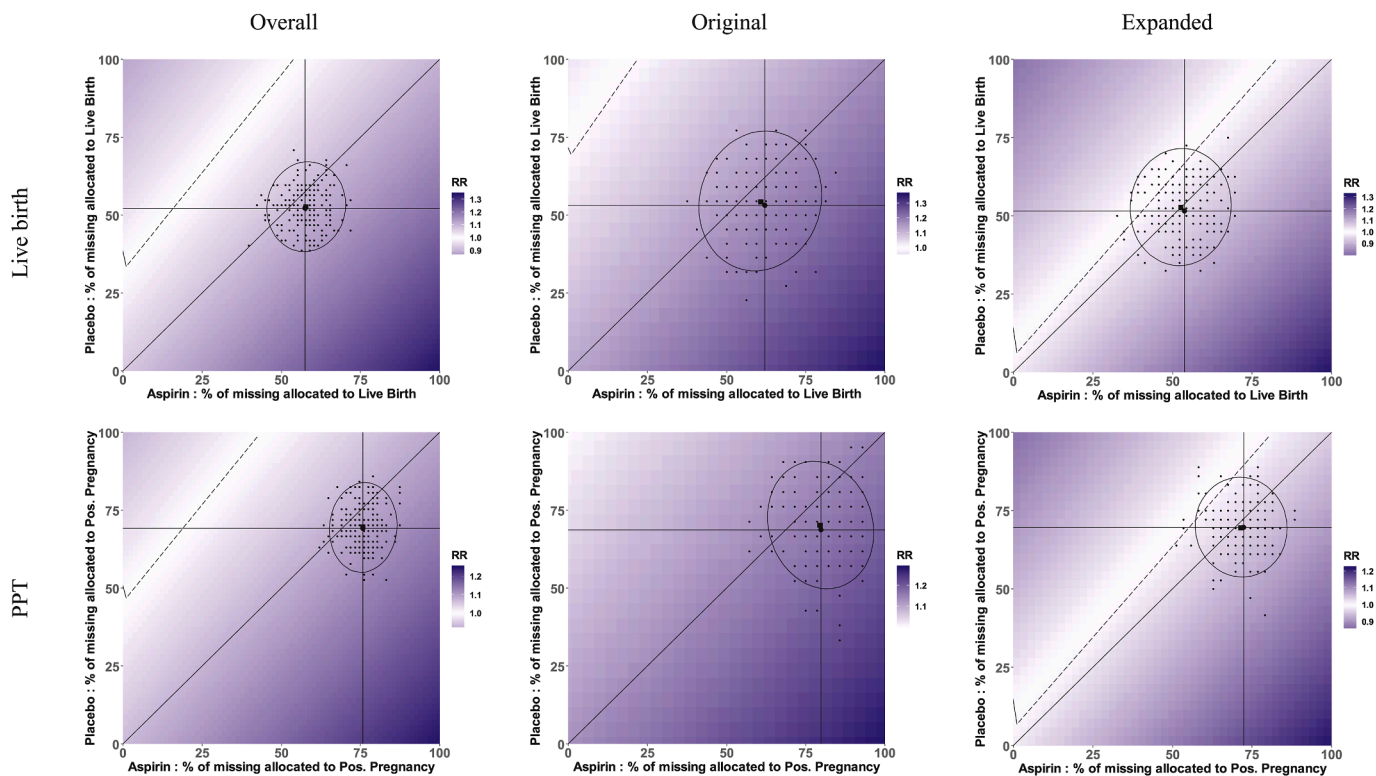 Overall
Original
Expanded
Live birth
Placebo : % of missing allocated to Live Birth
100
75
50
25
0
0 25 50 75 100
Aspirin : % of missing allocated to Live Birth
RR
1.3
1.2
1.1
1.0
0.9
Placebo : % of missing allocated to Live Birth
100
75
50
25
0
0 25 50 75 100
Aspirin : % of missing allocated to Live Birth
RR
1.3
1.2
1.1
1.0
Placebo : % of missing allocated to Live Birth
100
75
50
25
0
0 25 50 75 100
Aspirin : % of missing allocated to Live Birth
RR
1.3
1.2
1.1
1.0
0.9
PPT
Placebo : % of missing allocated to Pos. Pregnancy
100
75
50
25
0
0 25 50 75 100
Aspirin : % of missing allocated to Pos. Pregnancy
RR
1.2
1.1
1.0
Placebo : % of missing allocated to Pos. Pregnancy
100
75
50
25
0
0 25 50 75 100
Aspirin : % of missing allocated to Pos. Pregnancy
RR
1.2
1.1
Placebo : % of missing allocated to Pos. Pregnancy
100
75
50
25
0
0 25 50 75 100
Aspirin : % of missing allocated to Pos. Pregnancy
RR
1.2
1.1
1.0
0.9